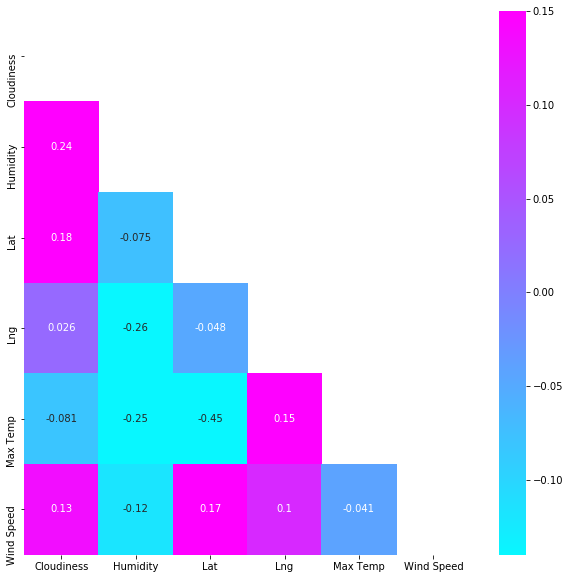 Cloudiness
Humidity
0.24
Lat
0.18 -0.075
Lng
0.026 -0.26 -0.048
Max Temp
-0.081 -0.25 -0.45 0.15
Wind Speed
0.13 -0.12 0.17 0.1 -0.041
Cloudiness Humidity Lat Lng Max Temp Wind Speed
0.15
0.10
0.05
0.00
−0.05
−0.10